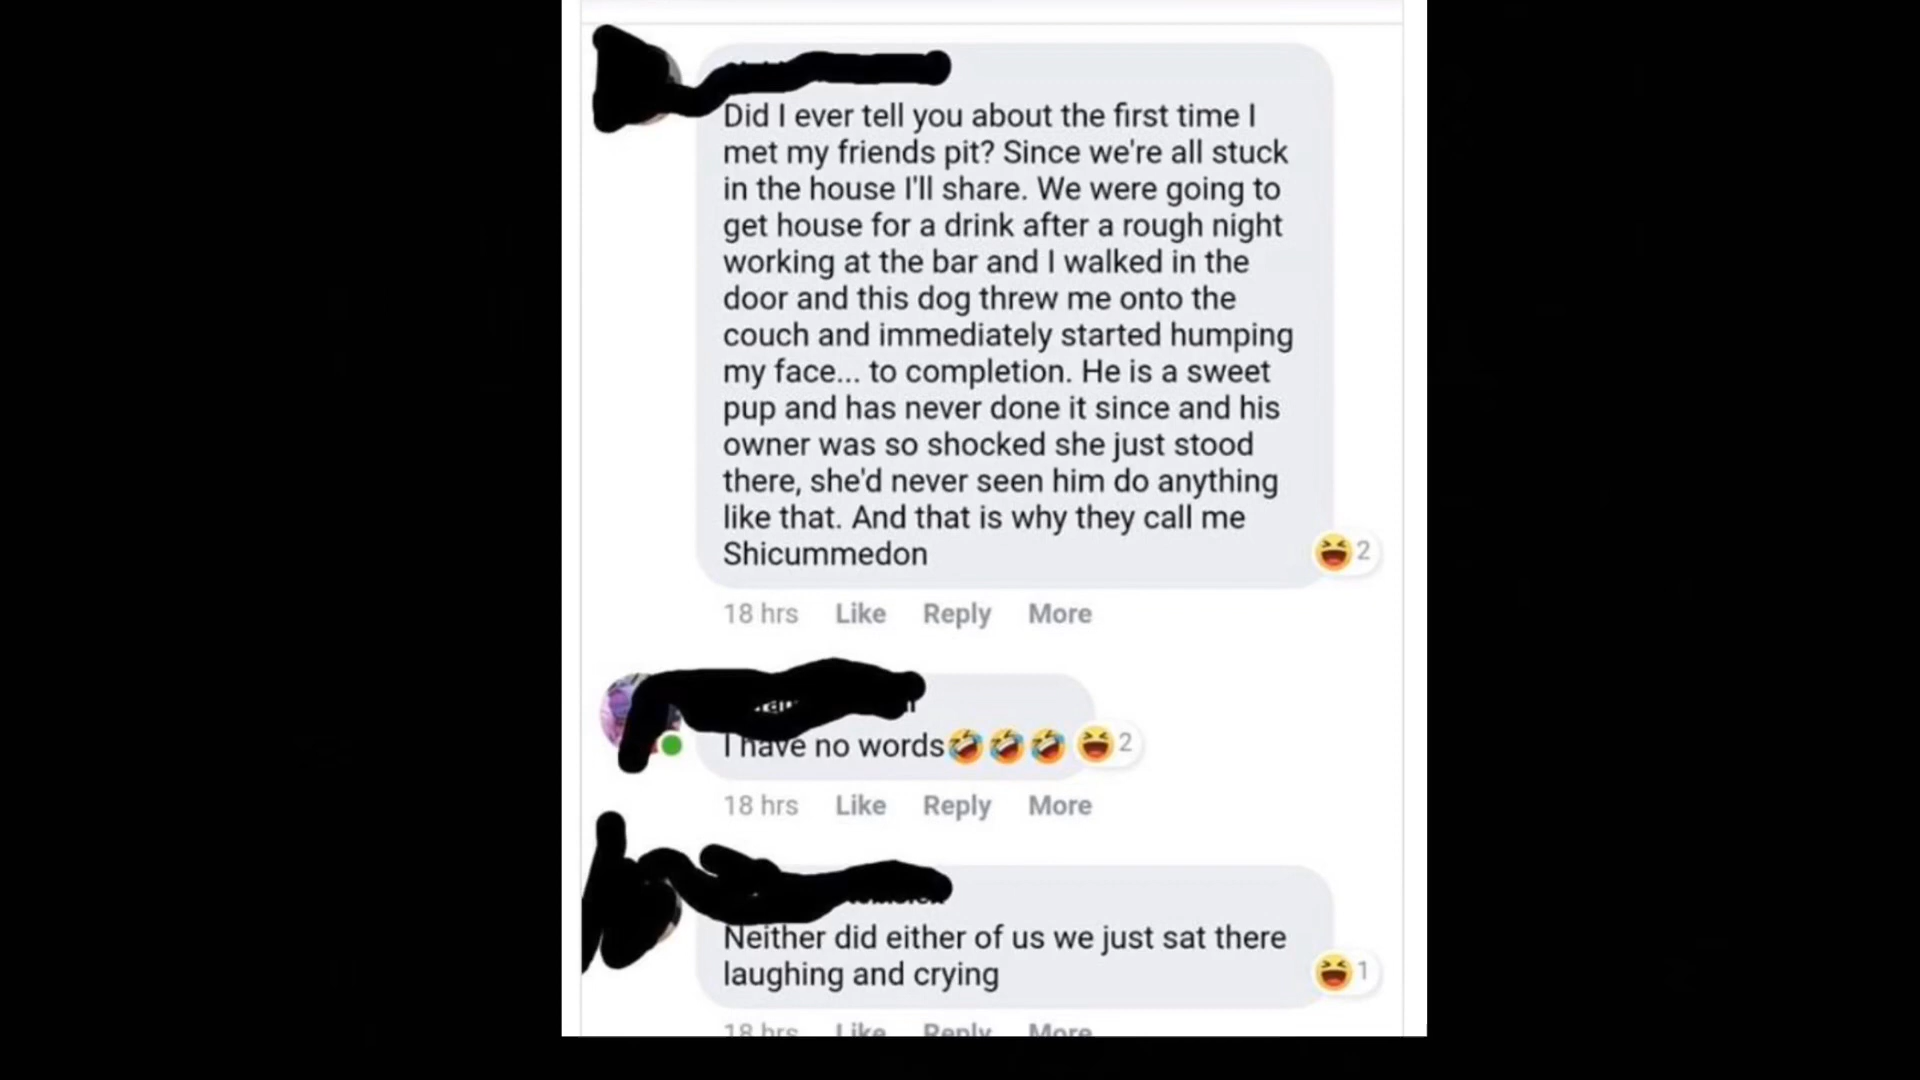 Did I ever tell you about the first time I
met my friends pit? Since we're all stuck
in the house I'll share. We were going to
get house for a drink after a rough night
working at the bar and I walked in the
door and this dog threw me onto the
couch and immediately started humping
my face... to completion. He is a sweet
pup and has never done it since and his
owner was so shocked she just stood
there, she'd never seen him do anything
like that. And that is why they call me
Shicummedon
2
18 hrs Like Reply More
I have no words🤣🤣🤣 2
18 hrs Like Reply More
Neither did either of us we just sat there
laughing and crying
1
18 hrs Like Reply More